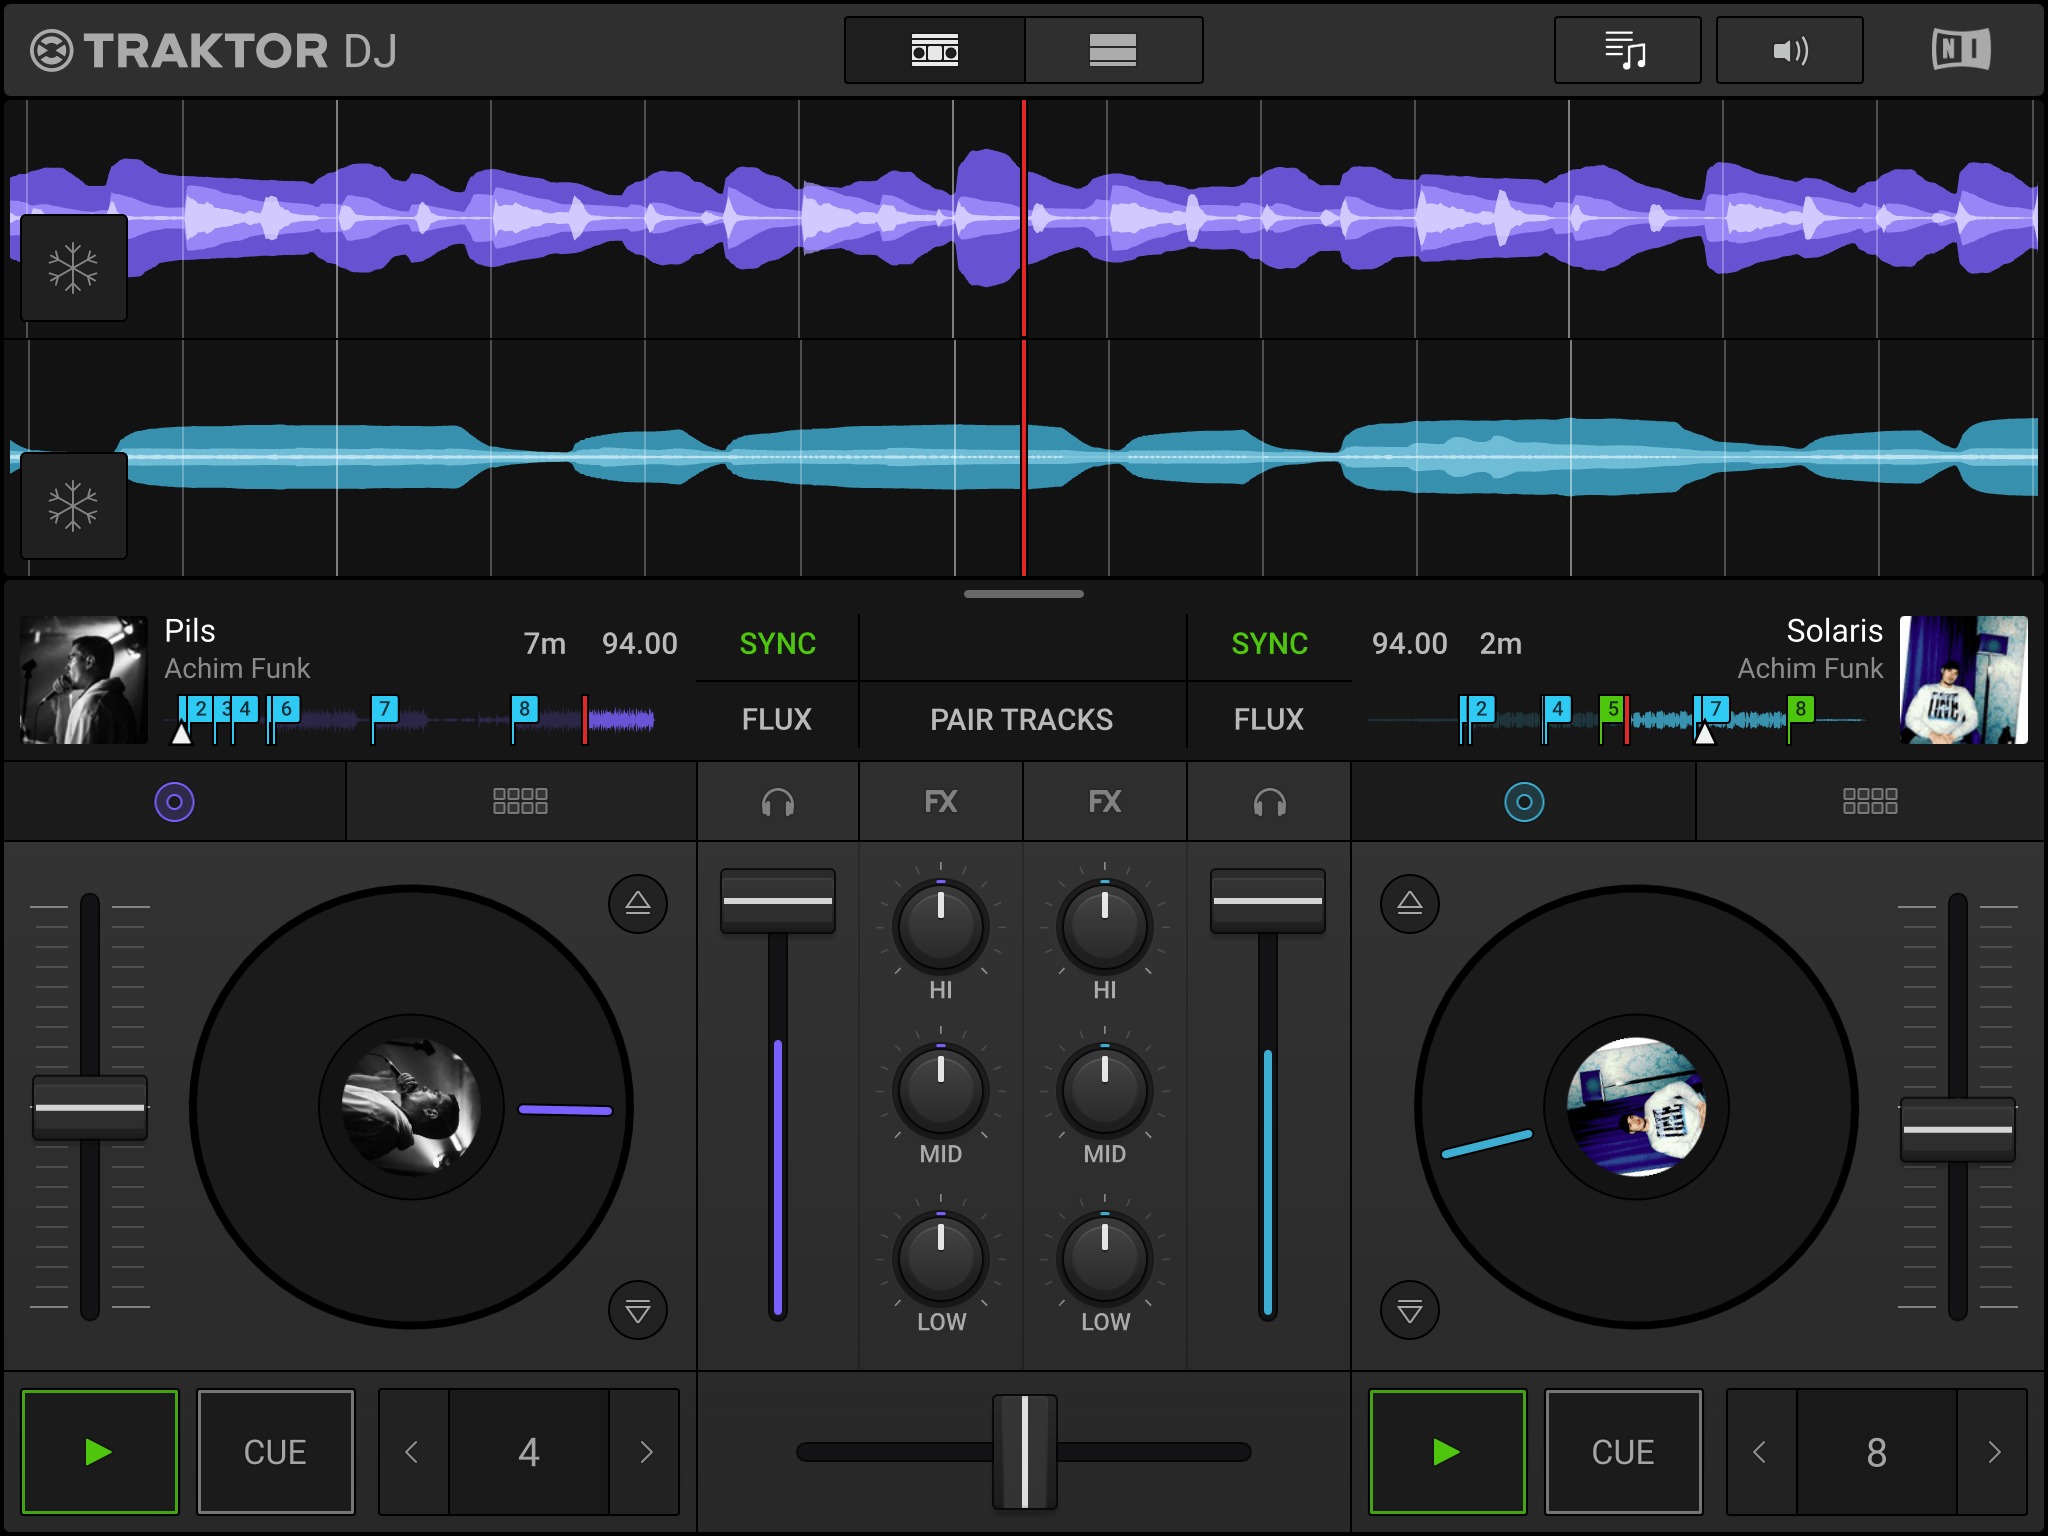 TRAKTOR DJ
NI
Pils
Achim Funk
7m 94.00
SYNC
SYNC
94.00 2m
Solaris
Achim Funk
2 3 4 6 7 8
FLUX
PAIR TRACKS
FLUX
2 4 5 7 8
FX
FX
HI
HI
MID
MID
LOW
LOW
CUE
4
CUE
8